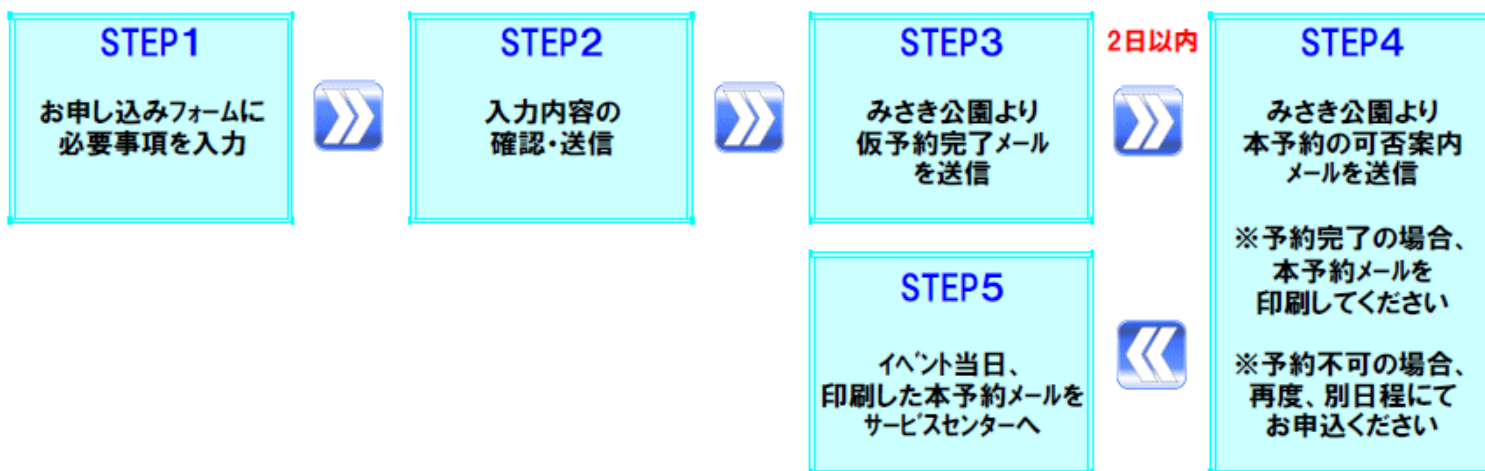 STEP1
お申し込みフォームに
必要事項を入力
STEP2
入力内容の
確認・送信
STEP3
みさき公園より
仮予約完了メール
を送信
2日以内
STEP4
みさき公園より
本予約の可否案内
メールを送信
※予約完了の場合、
本予約メールを
印刷してください
※予約不可の場合、
再度、別日程にて
お申込ください
STEP5
イベント当日、
印刷した本予約メールを
サービスセンターへ